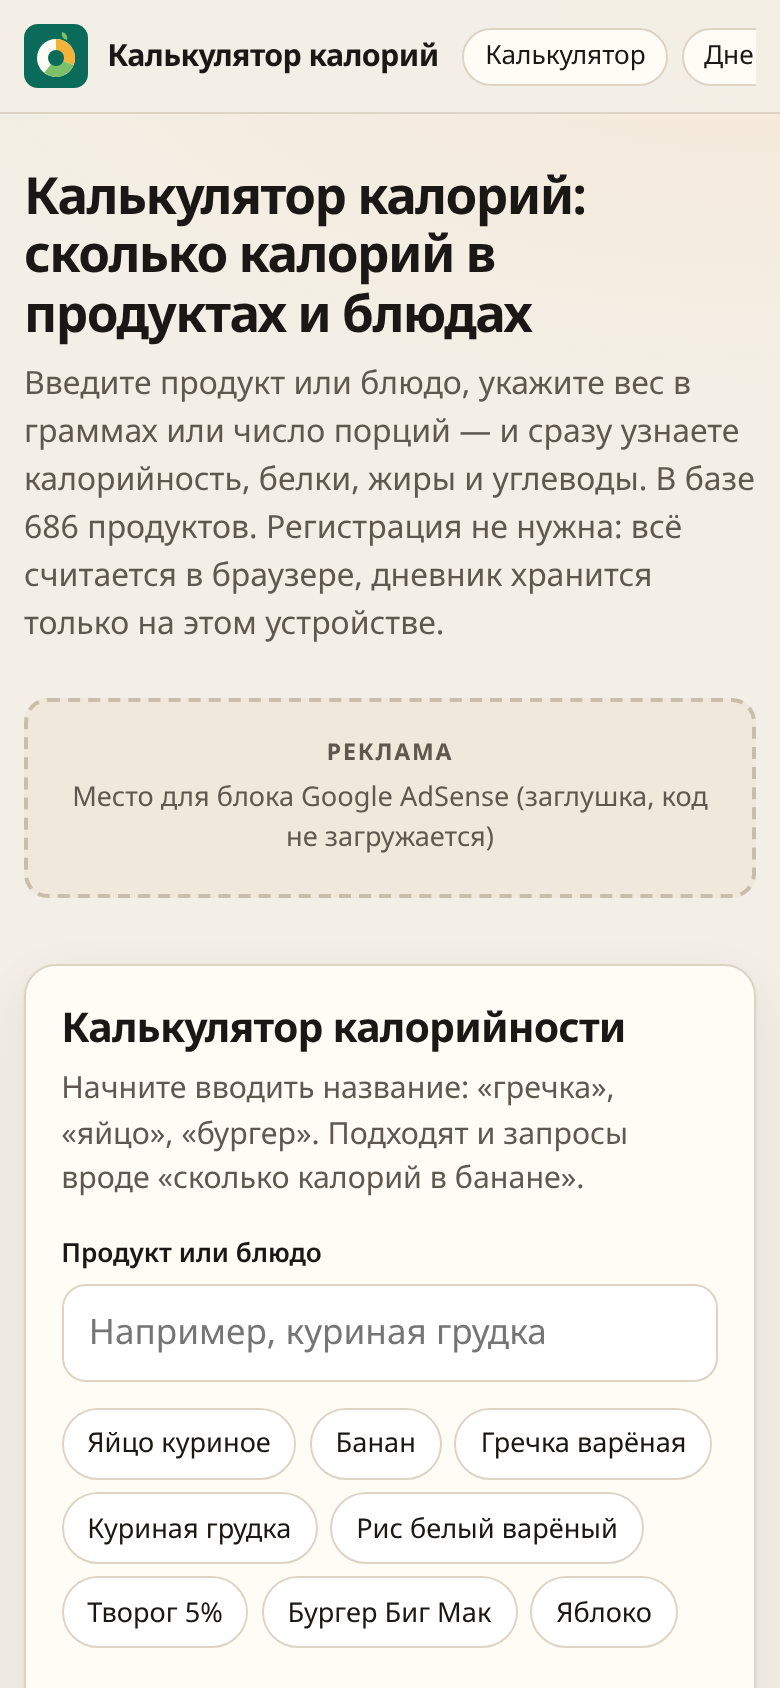 Калькулятор калорий
Калькулятор
Дне
Калькулятор калорий:
сколько калорий в
продуктах и блюдах
Введите продукт или блюдо, укажите вес в
граммах или число порций — и сразу узнаете
калорийность, белки, жиры и углеводы. В базе
686 продуктов. Регистрация не нужна: всё
считается в браузере, дневник хранится
только на этом устройстве.
РЕКЛАМА
Место для блока Google AdSense (заглушка, код
не загружается)
Калькулятор калорийности
Начните вводить название: «гречка»,
«яйцо», «бургер». Подходят и запросы
вроде «сколько калорий в банане».
Продукт или блюдо
Например, куриная грудка
Яйцо куриное
Банан
Гречка варёная
Куриная грудка
Рис белый варёный
Творог 5%
Бургер Биг Мак
Яблоко